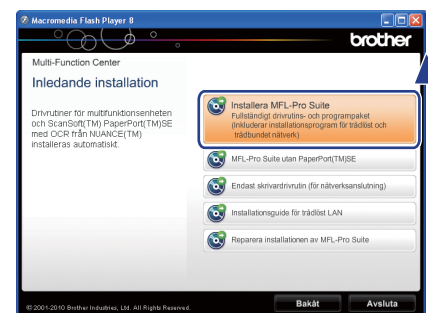 Macromedia Flash Player 8
brother
Multi-Function Center
Inledande installation
Drivrutiner för multifunktionsenheten
och ScanSoft(TM) PaperPort(TM)SE
med OCR från NUANCE(TM)
installeras automatiskt.
Installera MFL-Pro Suite
Fullständigt drivrutins- och programpaket
(Inkluderar installationsprogram för trådlöst och
trådbundet nätverk)
MFL-Pro Suite utan PaperPort(TM)SE
Endast skrivardrivrutin (för nätverksanslutning)
Installationsguide för trådlöst LAN
Reparera installationen av MFL-Pro Suite
© 2001-2010 Brother Industries, Ltd. All Rights Reserved.
Bakåt
Avsluta